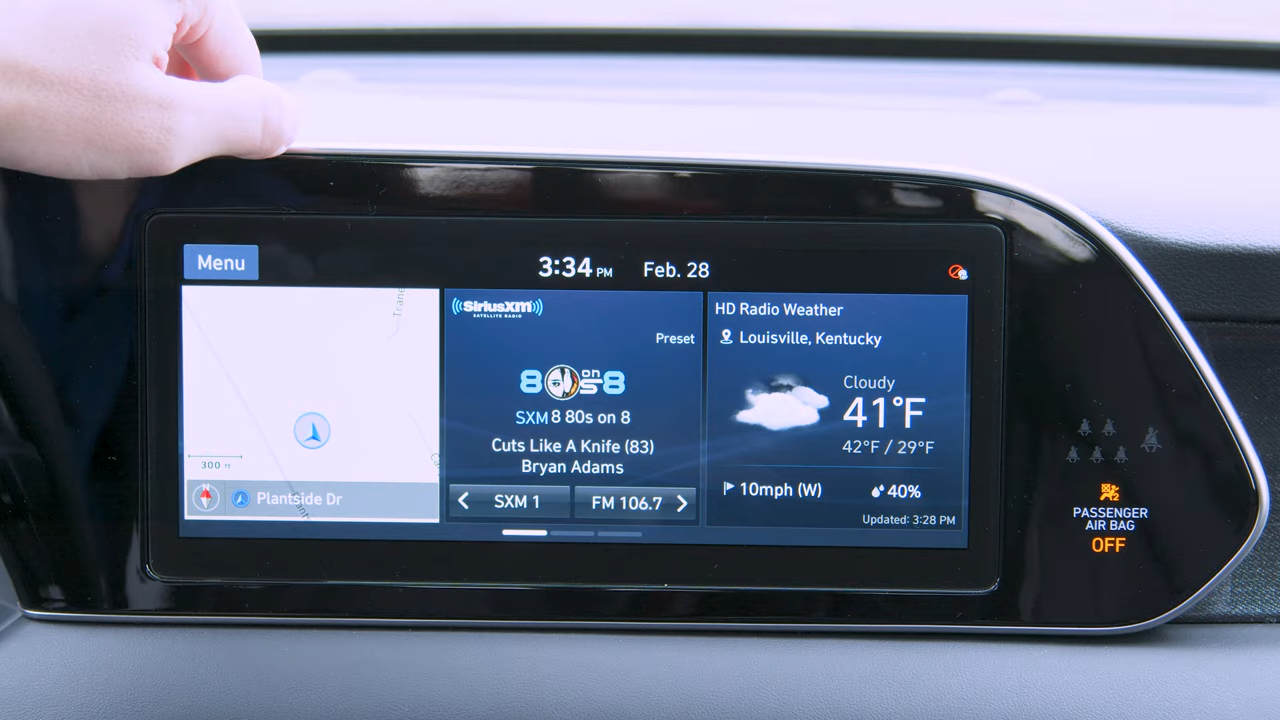 Menu
3:34 PM Feb. 28
300 ft
N
Plantside Dr
((SiriusXM))
SATELLITE RADIO
Preset
80s on 8
SXM 8 80s on 8
Cuts Like A Knife (83)
Bryan Adams
SXM 1
FM 106.7
HD Radio Weather
Louisville, Kentucky
Cloudy
41°F
42°F / 29°F
10mph (W)
40%
Updated: 3:28 PM
2
PASSENGER
AIR BAG
OFF